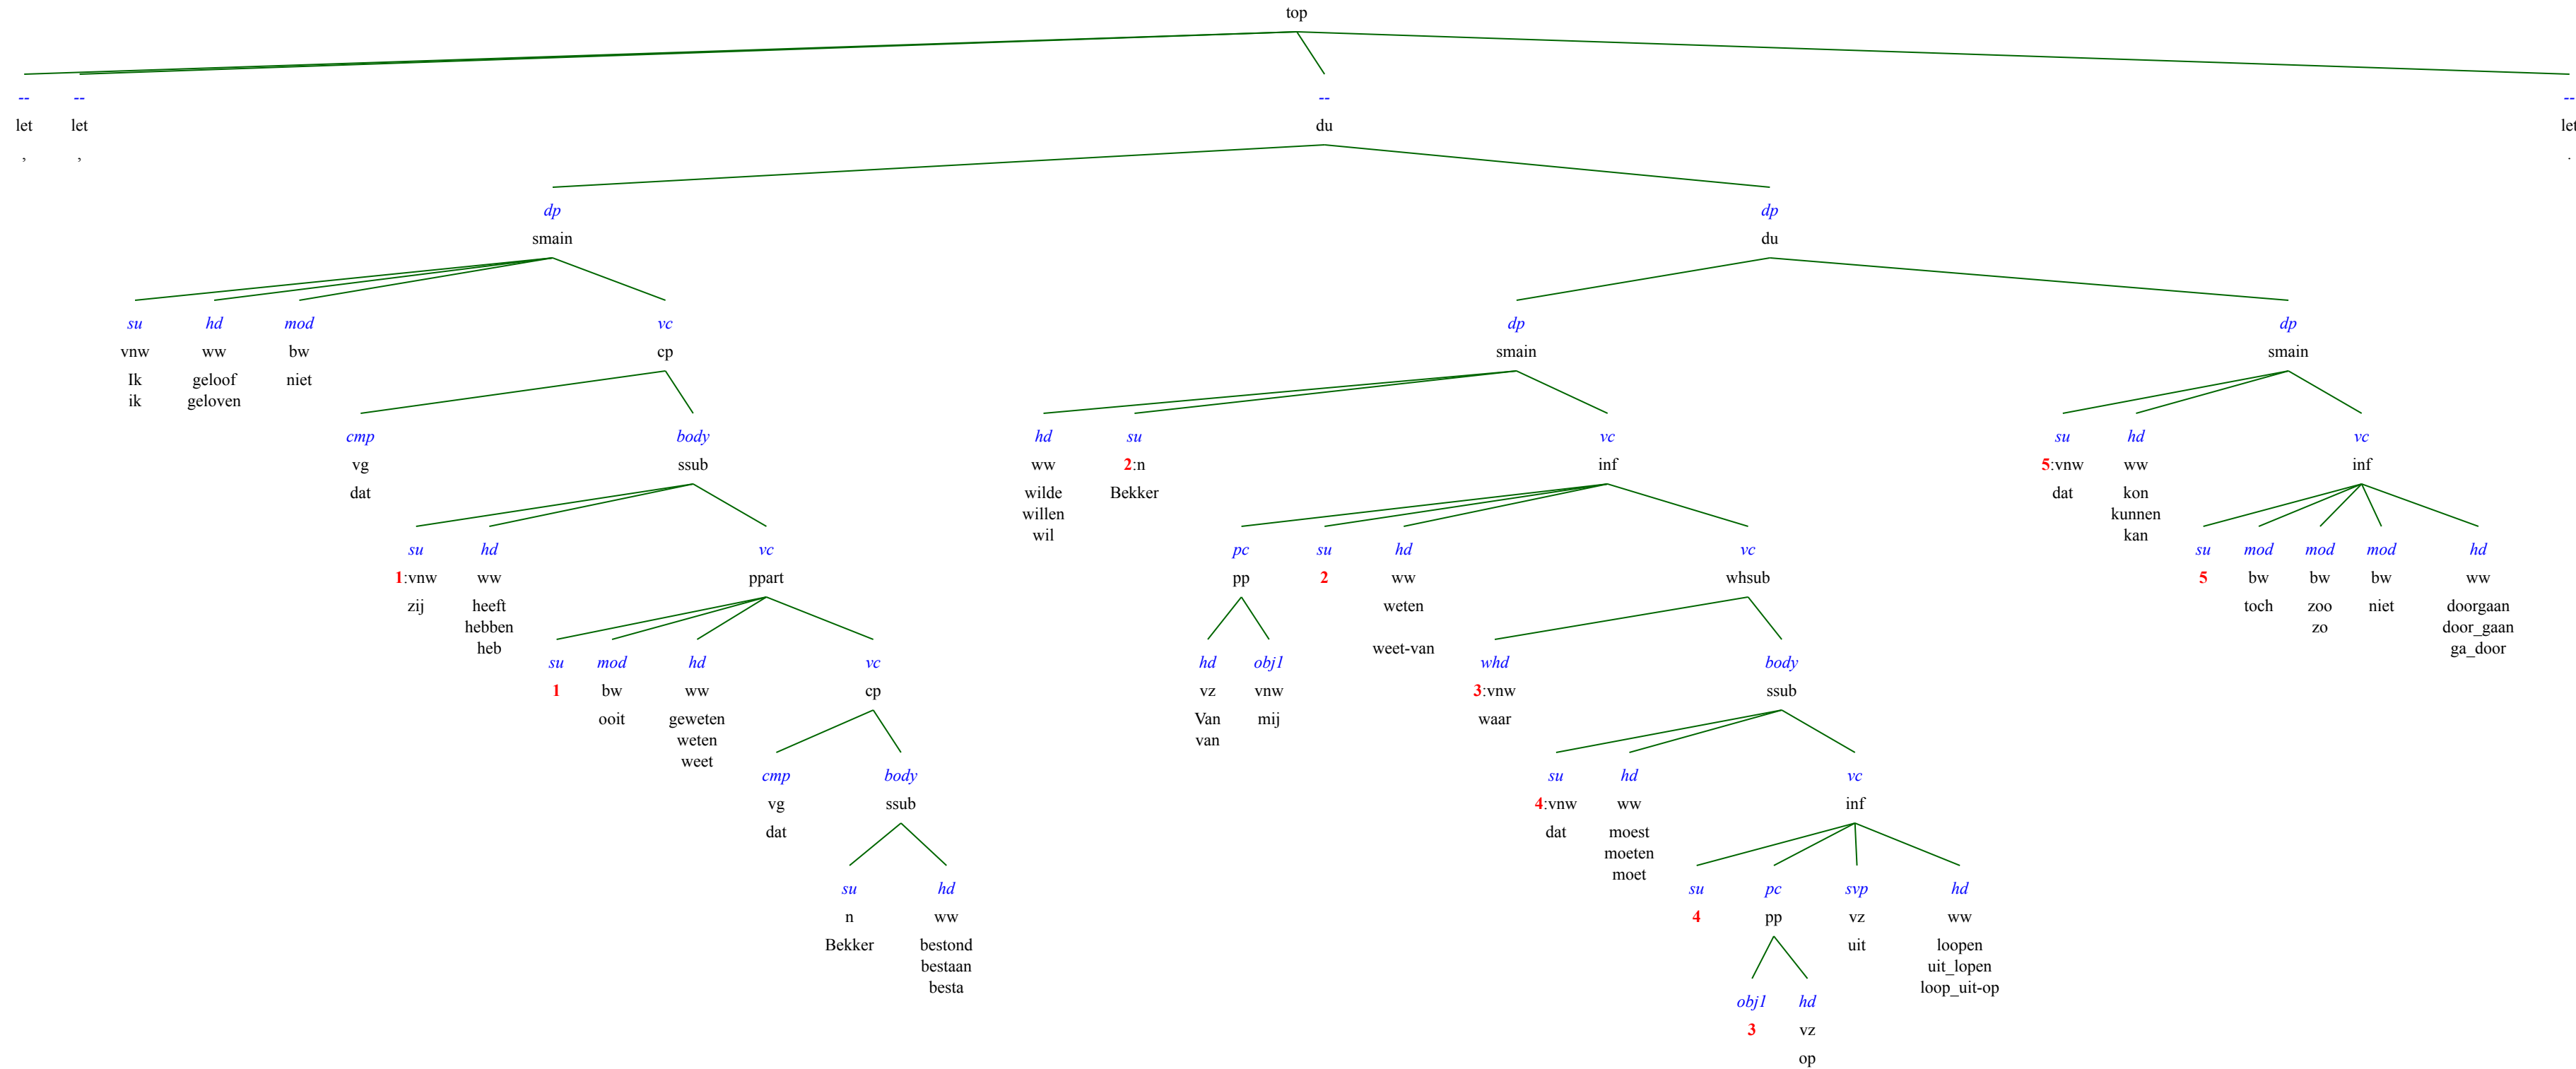 top
-- -- -- --
let let du let
, , .
dp dp
smain du
su hd mod vc dp dp
vnw ww bw cp smain smain
Ik geloof niet
ik geloven
cmp body hd su vc su hd vc
vg ssub ww 2:n inf 5:vnw ww inf
dat wilde Bekker dat kon
willen kunnen
wil kan
su hd vc pc su hd vc su mod mod mod hd
1:vnw ww ppart pp 2 ww whsub 5 bw bw bw ww
zij heeft weten toch zoo niet doorgaan
hebben zo door_gaan
heb weet-van ga_door
su mod hd vc hd obj1 whd body
1 bw ww cp vz vnw 3:vnw ssub
ooit geweten Van mij waar
weten van
weet
cmp body su hd vc
vg ssub 4:vnw ww inf
dat dat moest
moeten
moet
su hd su pc svp hd
n ww 4 pp vz ww
Bekker bestond uit loopen
bestaan uit_lopen
besta loop_uit-op
obj1 hd
3 vz
op